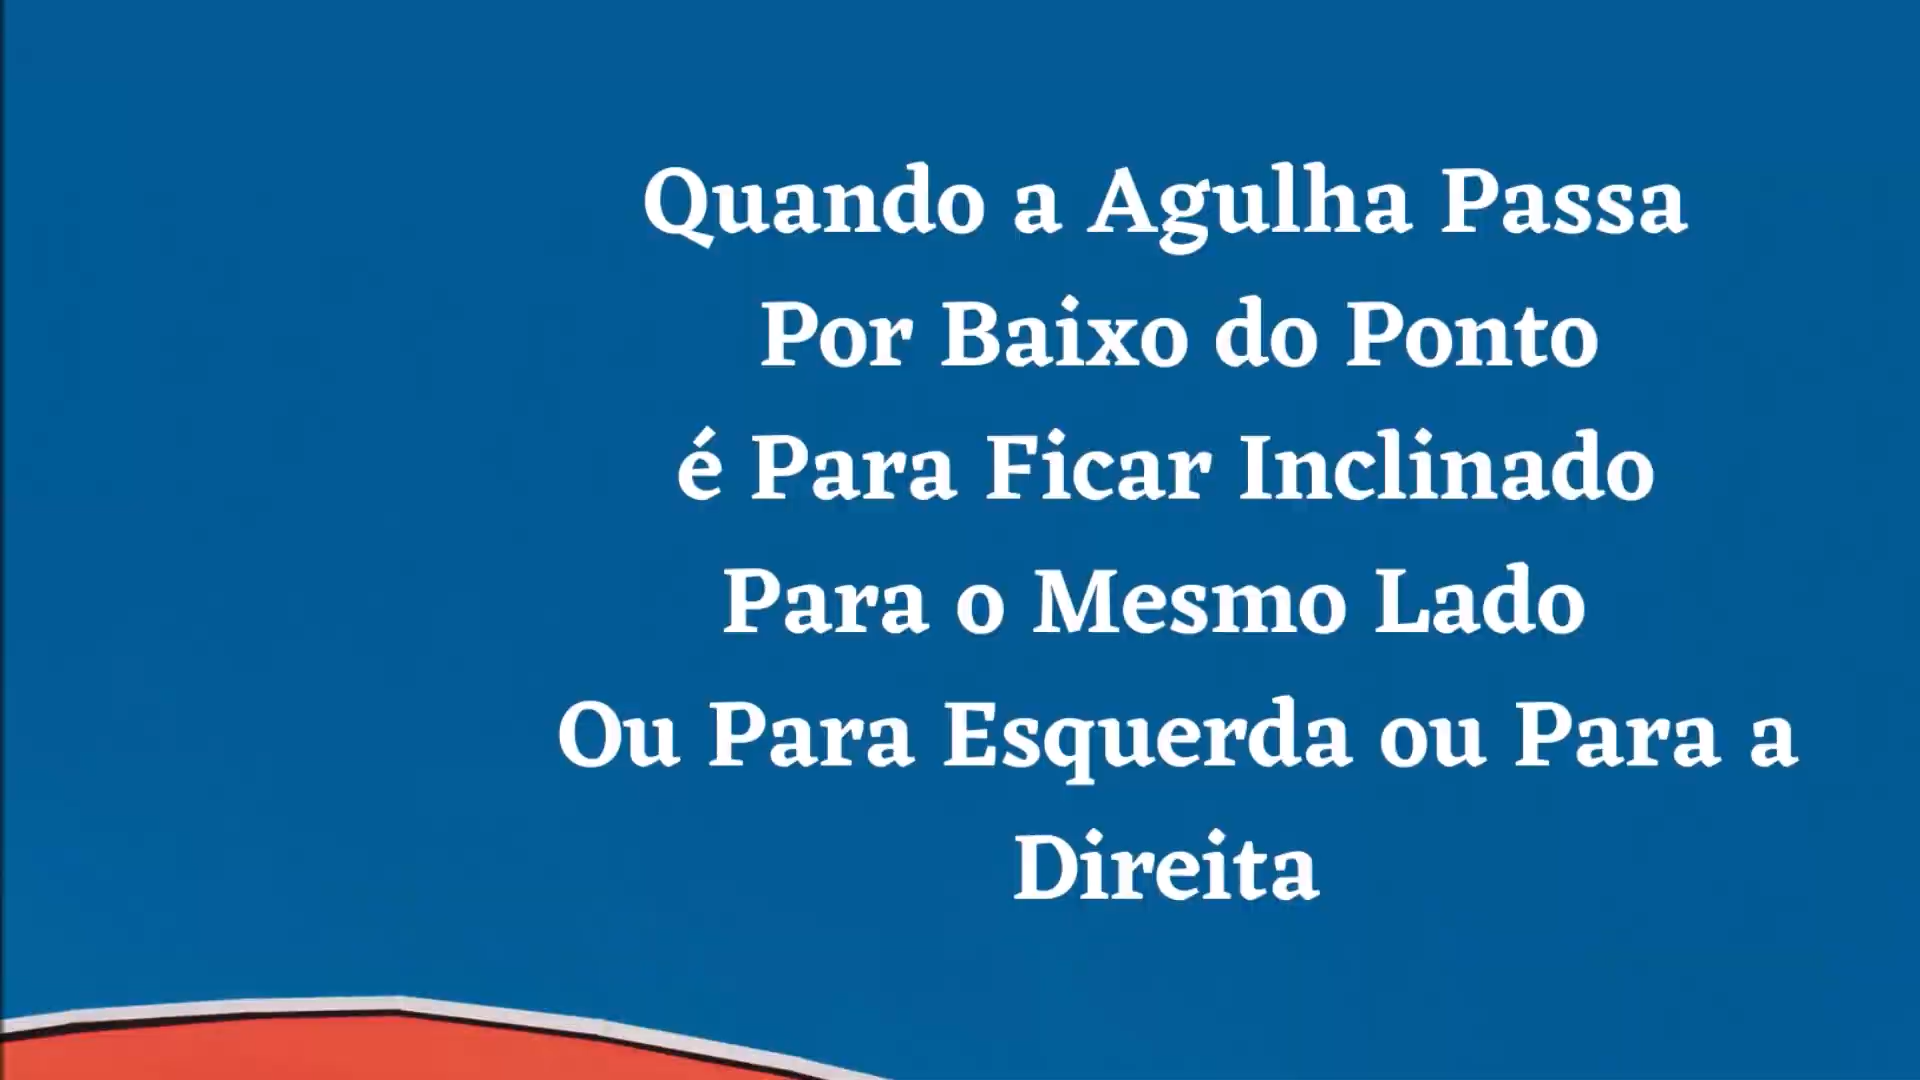 Quando a Agulha Passa
Por Baixo do Ponto
é Para Ficar Inclinado
Para o Mesmo Lado
Ou Para Esquerda ou Para a
Direita